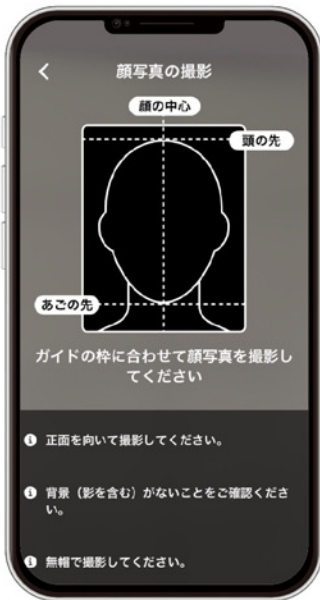 顔写真の撮影
顔の中心
頭の先
あごの先
ガイドの枠に合わせて顔写真を撮影し
てください
正面を向いて撮影してください。
背景（影を含む）がないことをご確認くださ
い。
無帽で撮影してください。